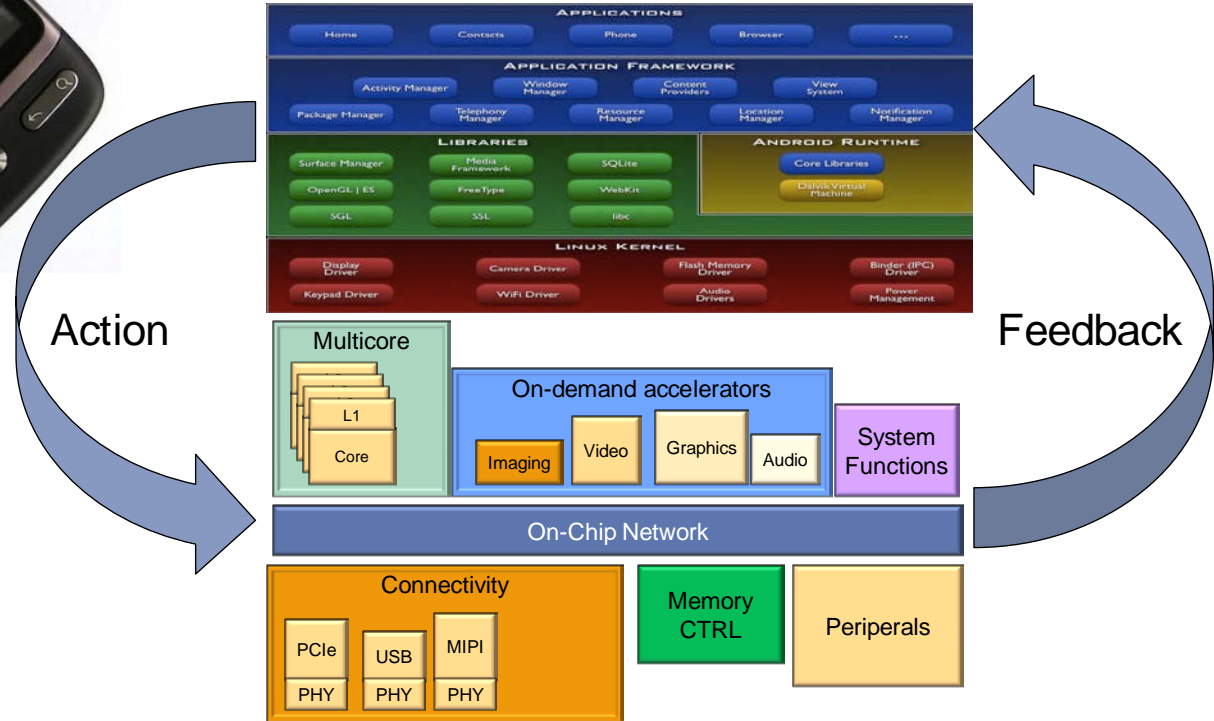 APPLICATIONS
Home
Contacts
Phone
Browser
...
APPLICATION FRAMEWORK
Activity Manager
Window
Manager
Content
Providers
View
System
Package Manager
Telephony
Manager
Resource
Manager
Location
Manager
Notification
Manager
LIBRARIES
Surface Manager
Media
Framework
SQLite
OpenGL | ES
FreeType
WebKit
SGL
SSL
libc
ANDROID RUNTIME
Core Libraries
Dalvik Virtual
Machine
LINUX KERNEL
Display
Driver
Camera Driver
Flash Memory
Driver
Binder (IPC)
Driver
Keypad Driver
WiFi Driver
Audio
Drivers
Power
Management
Action
Feedback
Multicore
L1
Core
On-demand accelerators
Imaging
Video
Graphics
Audio
System
Functions
On-Chip Network
Connectivity
PCIe
PHY
USB
PHY
MIPI
PHY
Memory
CTRL
Periperals